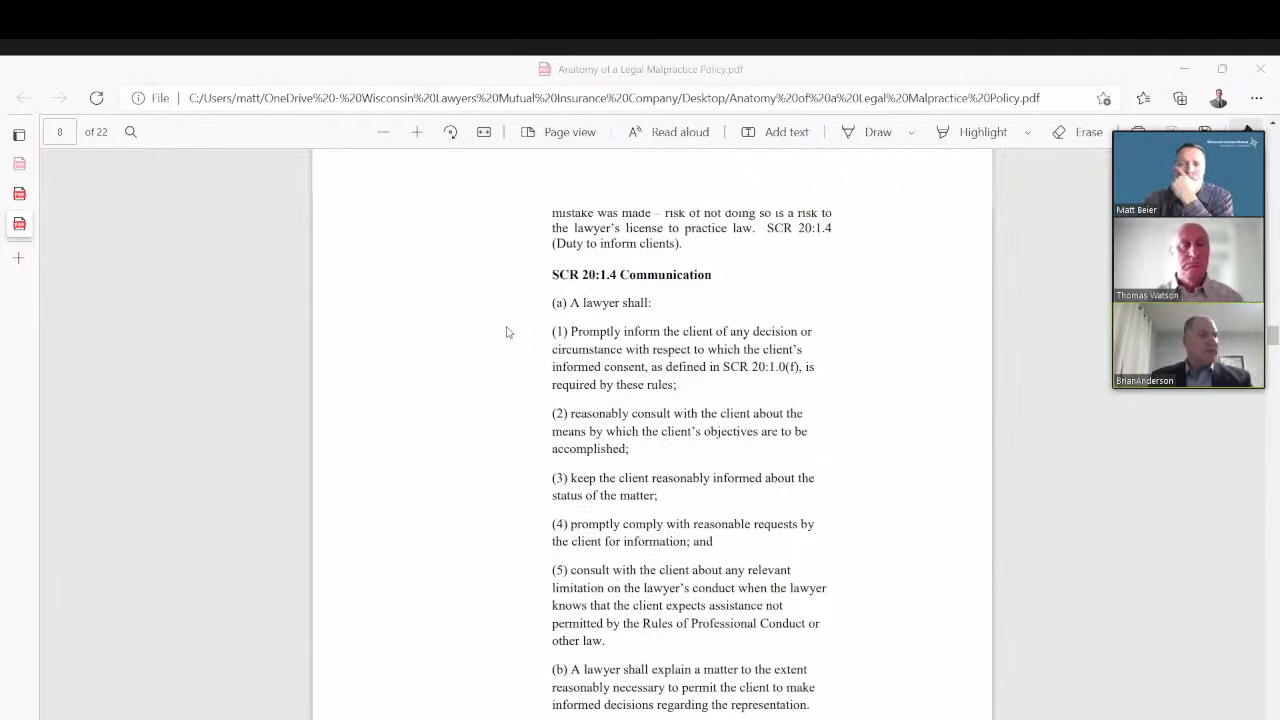 Anatomy of a Legal Malpractice Policy.pdf
File | C:/Users/matt/OneDrive%20-%20Wisconsin%20Lawyers%20Mutual%20Insurance%20Company/Desktop/Anatomy%20of%20a%20Legal%20Malpractice%20Policy.pdf
8 of 22 Page view Read aloud Add text Draw Highlight Erase
mistake was made – risk of not doing so is a risk to
the lawyer's license to practice law. SCR 20:1.4
(Duty to inform clients).
SCR 20:1.4 Communication
(a) A lawyer shall:
(1) Promptly inform the client of any decision or
circumstance with respect to which the client's
informed consent, as defined in SCR 20:1.0(f), is
required by these rules;
(2) reasonably consult with the client about the
means by which the client's objectives are to be
accomplished;
(3) keep the client reasonably informed about the
status of the matter;
(4) promptly comply with reasonable requests by
the client for information; and
(5) consult with the client about any relevant
limitation on the lawyer's conduct when the lawyer
knows that the client expects assistance not
permitted by the Rules of Professional Conduct or
other law.
(b) A lawyer shall explain a matter to the extent
reasonably necessary to permit the client to make
informed decisions regarding the representation.
Wisconsin Lawyers Mutual
Matt Beier
Thomas Watson
BrianAnderson